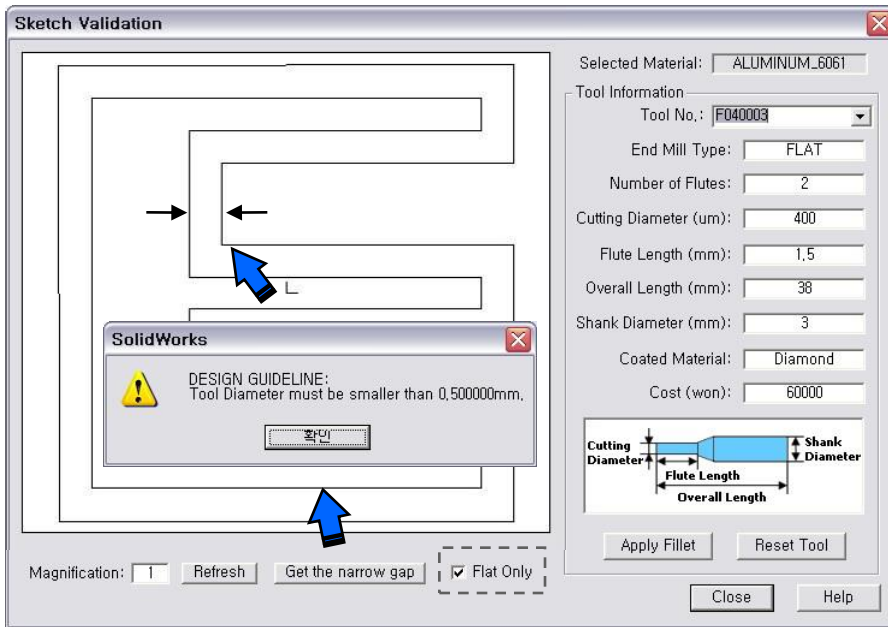 Sketch Validation
Selected Material: ALUMINUM_6061
Tool Information
Tool No,: F040003
End Mill Type: FLAT
Number of Flutes: 2
Cutting Diameter (um): 400
Flute Length (mm): 1,5
Overall Length (mm): 38
Shank Diameter (mm): 3
Coated Material: Diamond
Cost (won): 60000
SolidWorks
DESIGN GUIDELINE:
Tool Diameter must be smaller than 0,500000mm,
확인
Cutting
Diameter
Shank
Diameter
Flute Length
Overall Length
Apply Fillet
Reset Tool
Magnification: 1
Refresh
Get the narrow gap
Flat Only
Close
Help